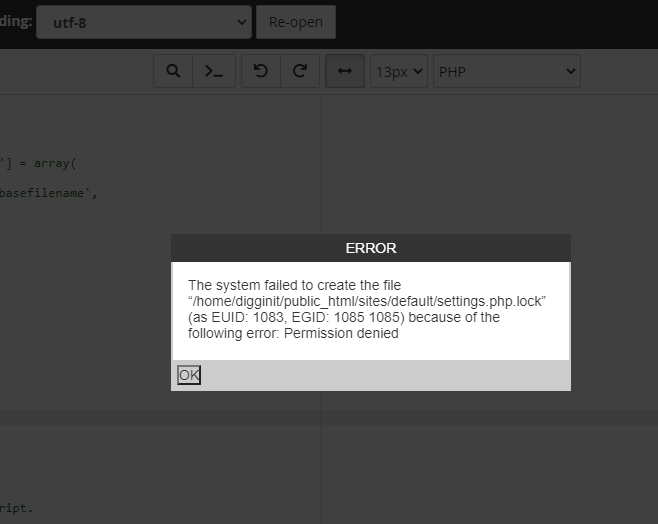 ding: utf-8 Re-open
13px PHP
'] = array(
basefilename',
ERROR
The system failed to create the file
“/home/digginit/public_html/sites/default/settings.php.lock”
(as EUID: 1083, EGID: 1085 1085) because of the
following error: Permission denied
OK
ript.